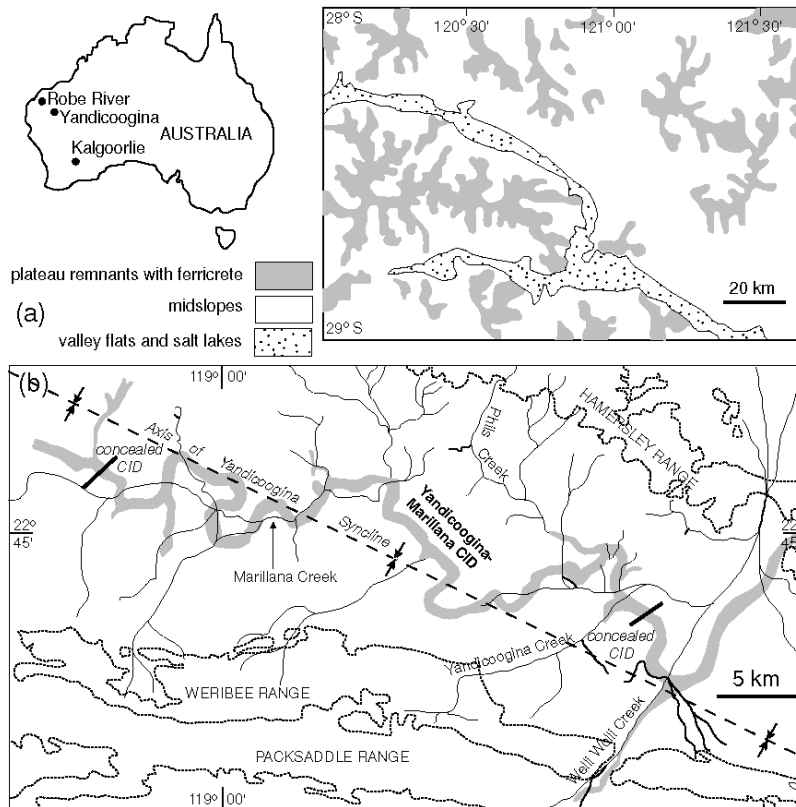 28° S
120° 30'
121° 00'
121° 30'
Robe River
Yandicoogina
AUSTRALIA
Kalgoorlie
plateau remnants with ferricrete
midslopes
valley flats and salt lakes
(a)
20 km
29° S
(b)
119° 00'
HAMERSLEY RANGE
Phils
Creek
Axis of Yandicoogina Syncline
concealed
CID
Yandicoogina-
Marillana CID
22°
45'
22°
45'
Marillana Creek
Yandicoogina Creek
concealed
CID
5 km
WERIBEE RANGE
Welli Wolli Creek
PACKSADDLE RANGE
119° 00'